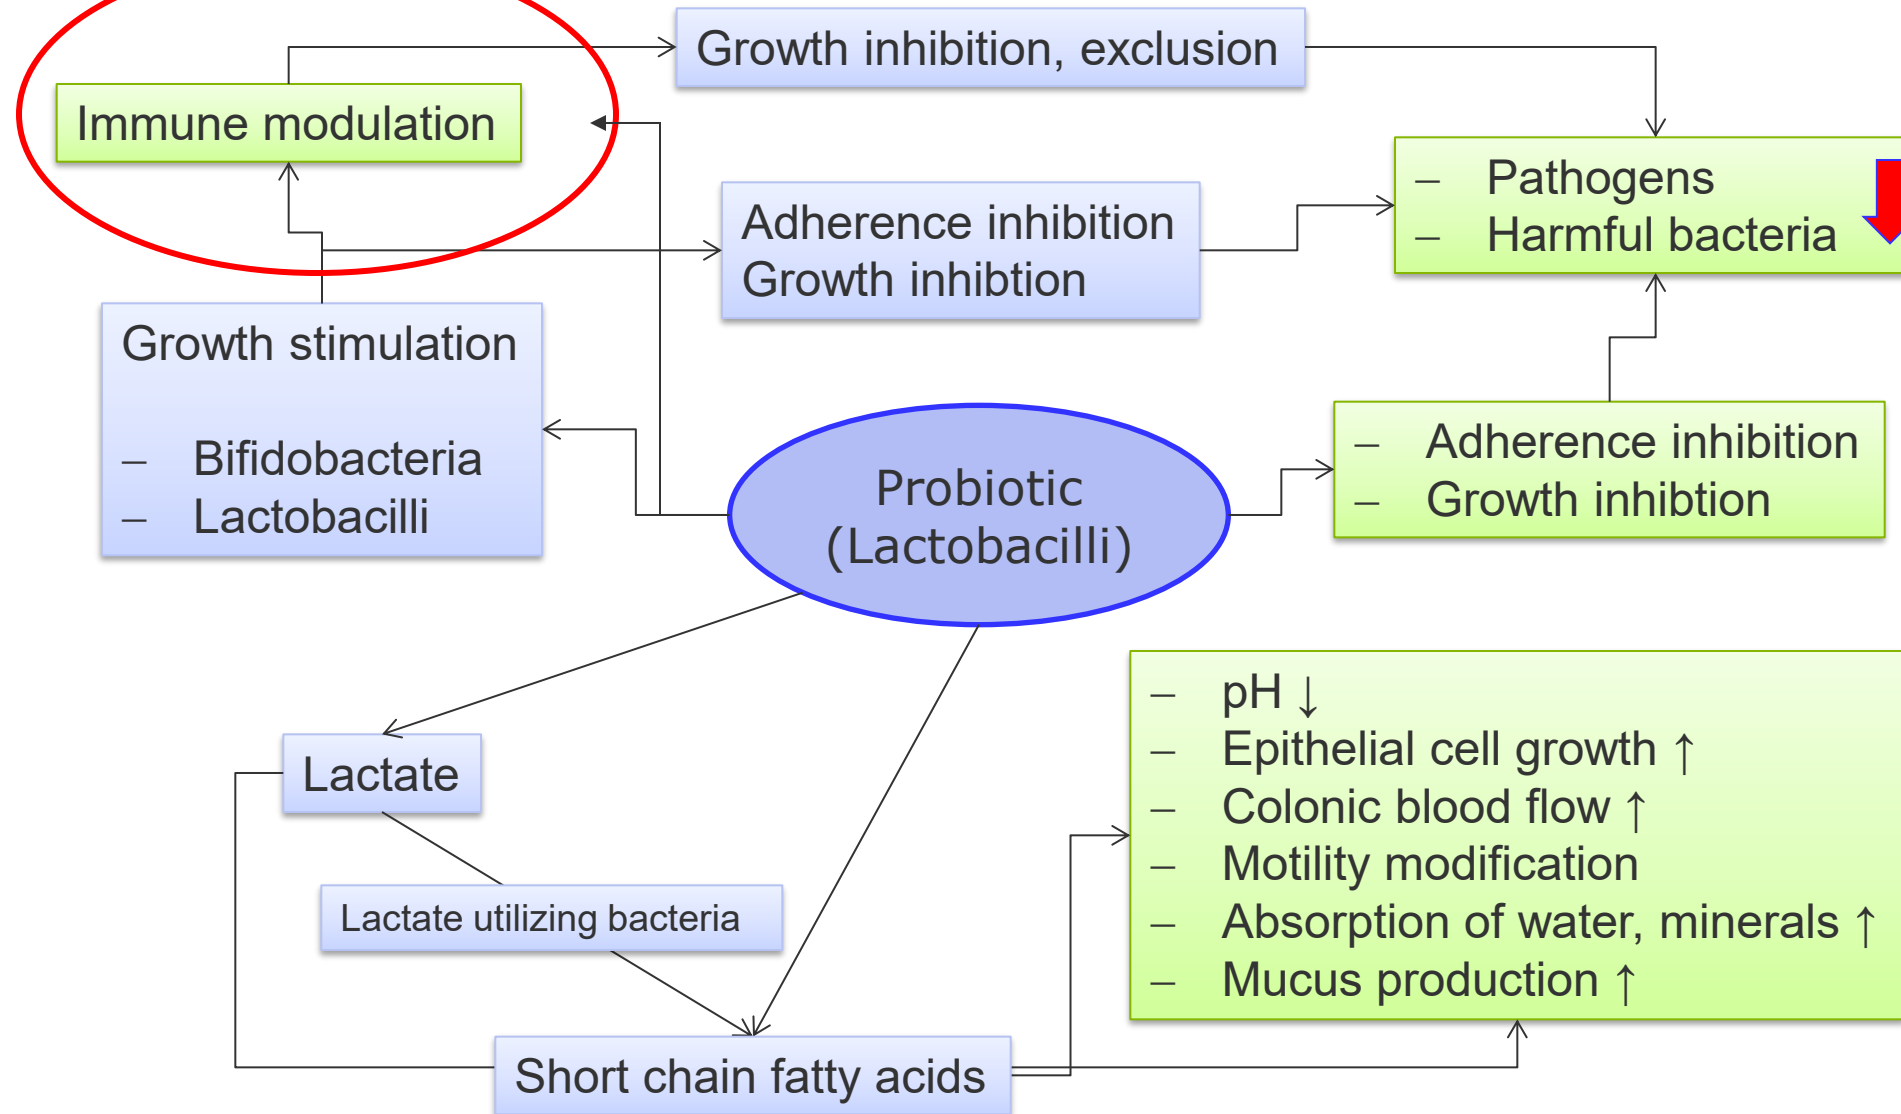 Growth inhibition, exclusion
Immune modulation
– Pathogens
– Harmful bacteria
Adherence inhibition
Growth inhibtion
Growth stimulation
– Bifidobacteria
– Lactobacilli
Probiotic
(Lactobacilli)
– Adherence inhibition
– Growth inhibtion
Lactate
Lactate utilizing bacteria
Short chain fatty acids
– pH ↓
– Epithelial cell growth ↑
– Colonic blood flow ↑
– Motility modification
– Absorption of water, minerals ↑
– Mucus production ↑